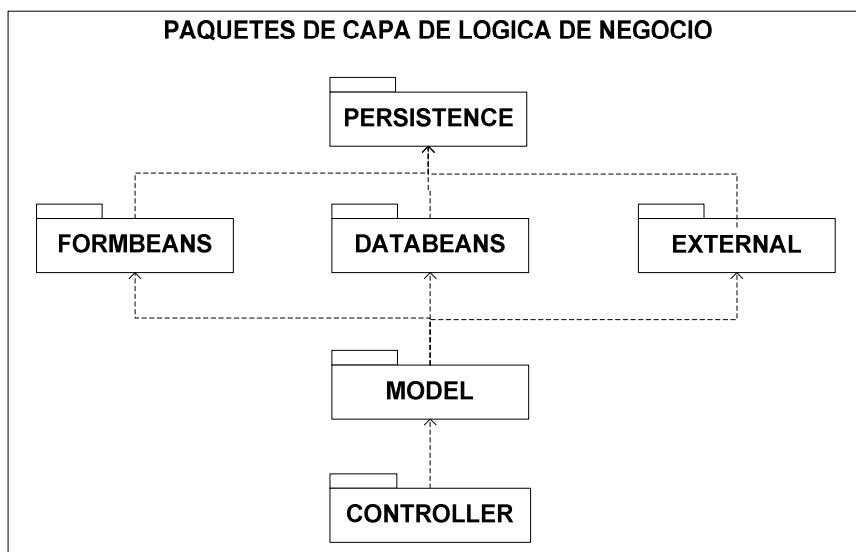 PAQUETES DE CAPA DE LOGICA DE NEGOCIO
PERSISTENCE
FORMBEANS
DATABEANS
EXTERNAL
MODEL
CONTROLLER